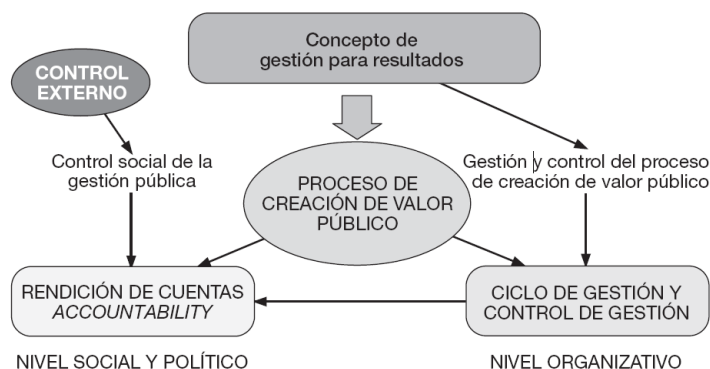 Concepto de
gestión para resultados
CONTROL
EXTERNO
Control social de la
gestión pública
Gestión y control del proceso
de creación de valor público
PROCESO DE
CREACIÓN DE VALOR
PÚBLICO
RENDICIÓN DE CUENTAS
ACCOUNTABILITY
CICLO DE GESTIÓN Y
CONTROL DE GESTIÓN
NIVEL SOCIAL Y POLÍTICO
NIVEL ORGANIZATIVO